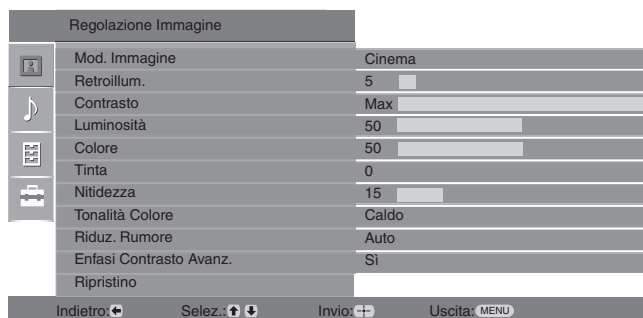 Regolazione Immagine
Mod. Immagine Cinema
Retroillum. 5
Contrasto Max
Luminosità 50
Colore 50
Tinta 0
Nitidezza 15
Tonalità Colore Caldo
Riduz. Rumore Auto
Enfasi Contrasto Avanz. Sì
Ripristino
Indietro: Selez.: Invio: Uscita: MENU